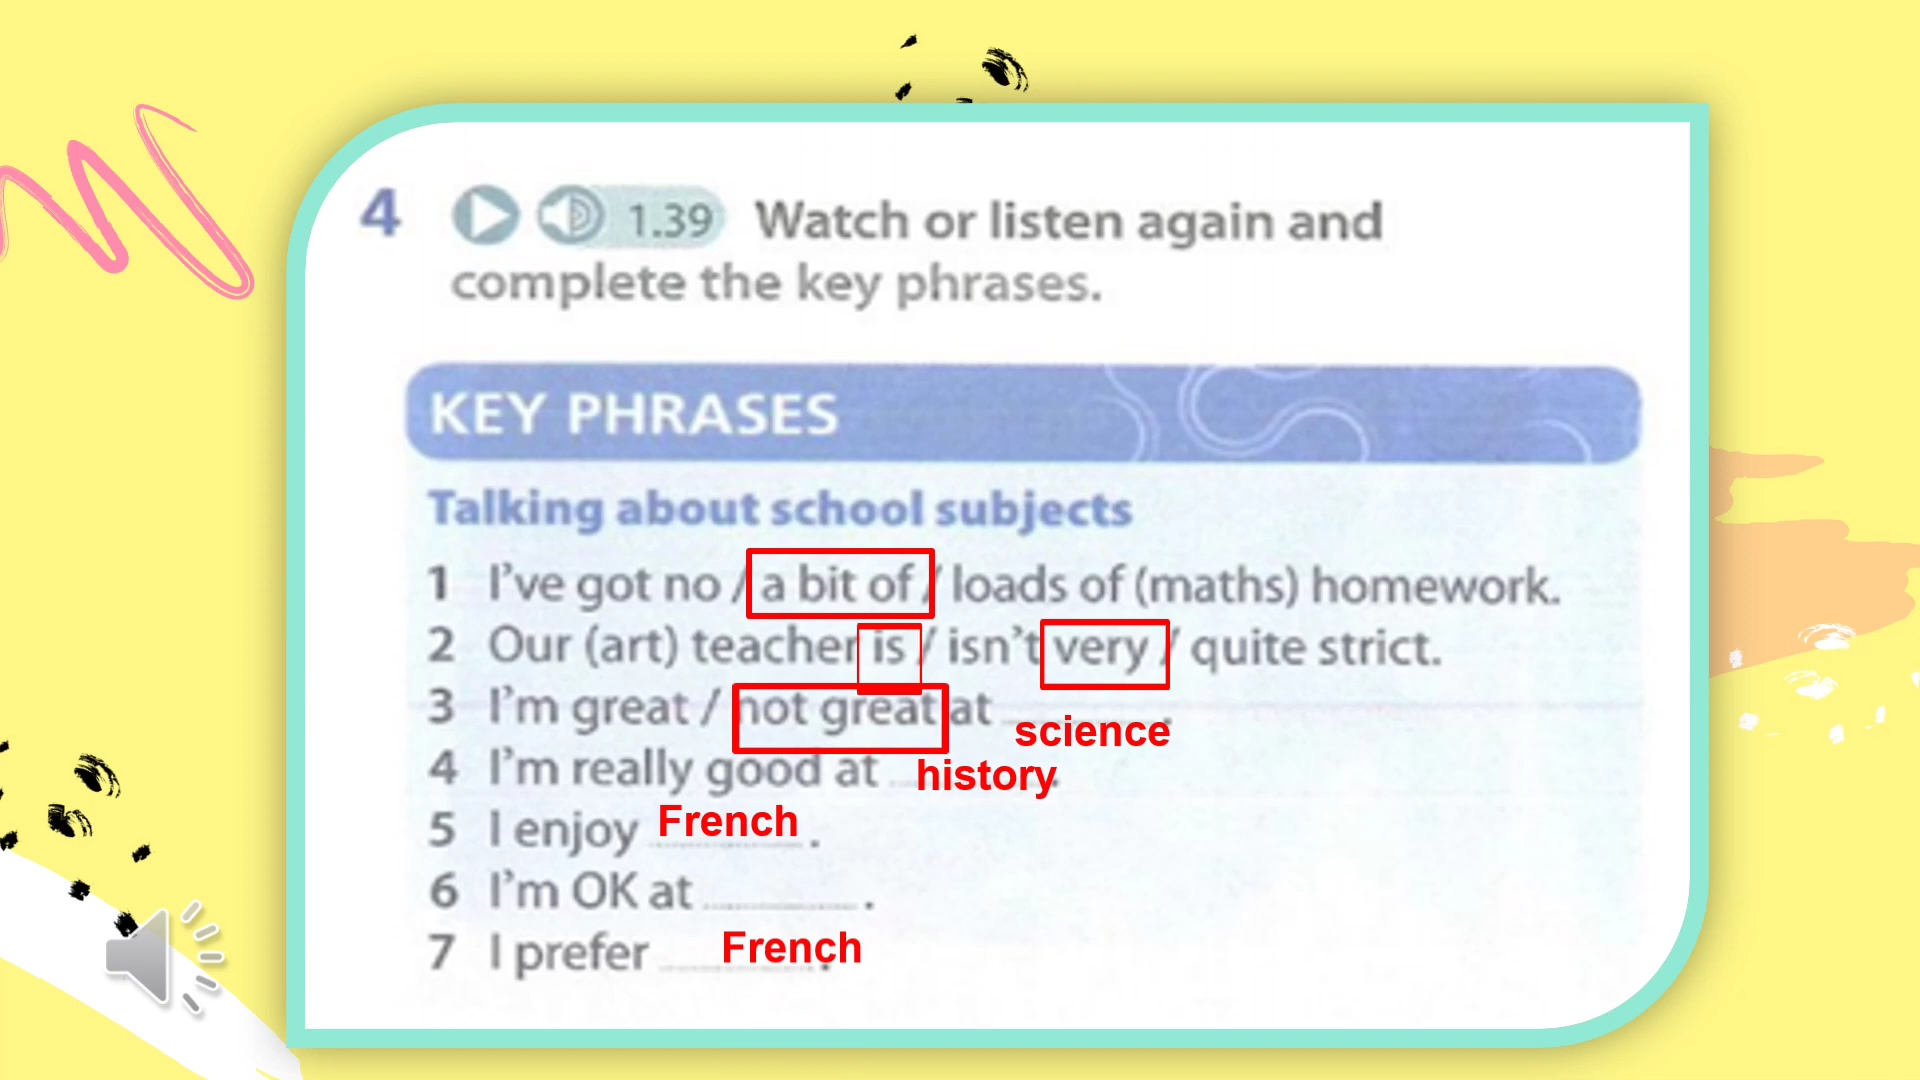 4 1.39 Watch or listen again and
complete the key phrases.
KEY PHRASES
Talking about school subjects
1 I've got no / a bit of / loads of (maths) homework.
2 Our (art) teacher is / isn't very / quite strict.
3 I'm great / not great at science.
4 I'm really good at history.
5 I enjoy French.
6 I'm OK at .......... .
7 I prefer French.